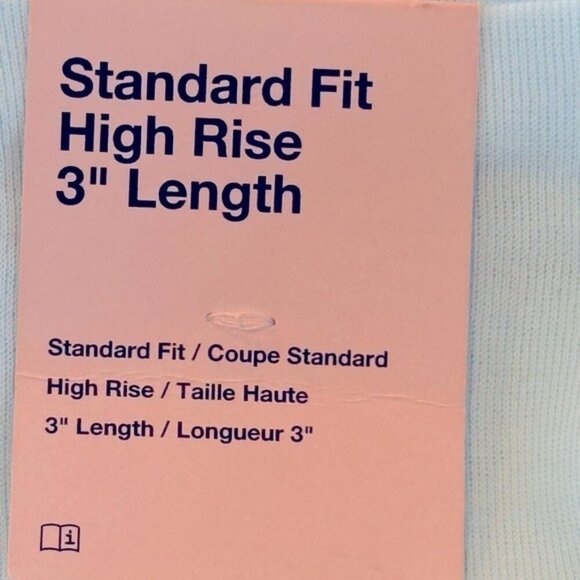 Standard Fit
High Rise
3" Length
Standard Fit / Coupe Standard
High Rise / Taille Haute
3" Length / Longueur 3"
i